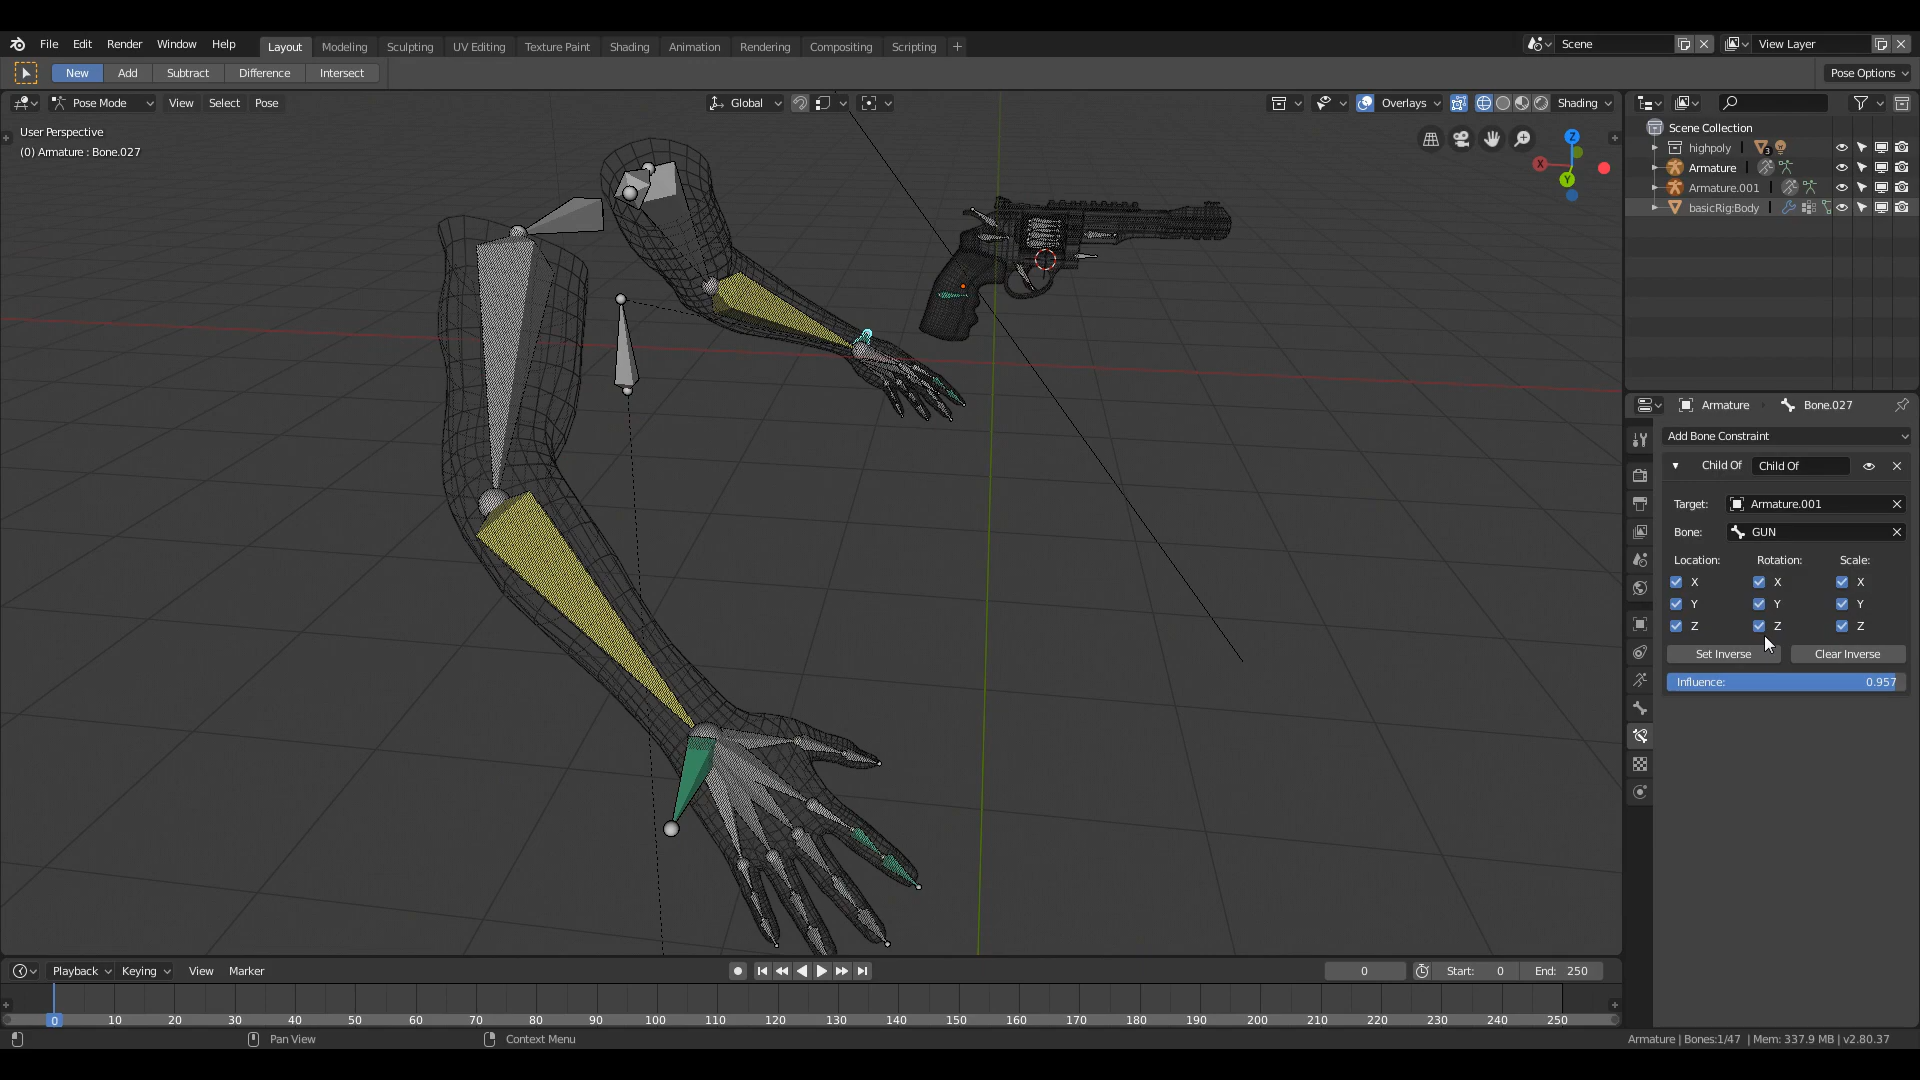 File Edit Render Window Help Layout Modeling Sculpting UV Editing Texture Paint Shading Animation Rendering Compositing Scripting + Scene View Layer
New Add Subtract Difference Intersect Pose Options
Pose Mode View Select Pose Global Overlays Shading
User Perspective
(0) Armature : Bone.027
Z
X
Y
Scene Collection
highpoly 3
Armature
Armature.001
basicRig:Body
Armature Bone.027
Add Bone Constraint
Child Of Child Of
Target: Armature.001
Bone: GUN
Location: Rotation: Scale:
X X X
Y Y Y
Z Z Z
Set Inverse Clear Inverse
Influence: 0.957
Playback Keying View Marker 0 Start: 0 End: 250
0 10 20 30 40 50 60 70 80 90 100 110 120 130 140 150 160 170 180 190 200 210 220 230 240 250
Pan View Context Menu Armature | Bones:1/47 | Mem: 337.9 MB | v2.80.37